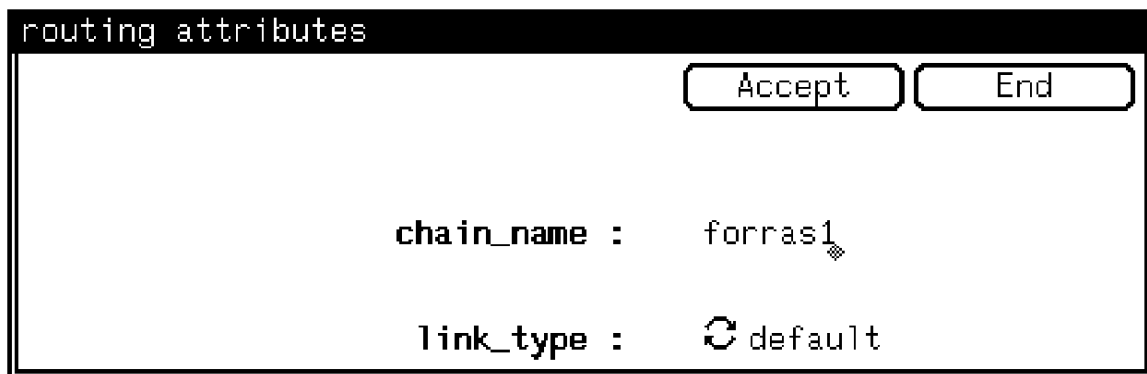 routing attributes
Accept End
chain_name : forras1
link_type : default